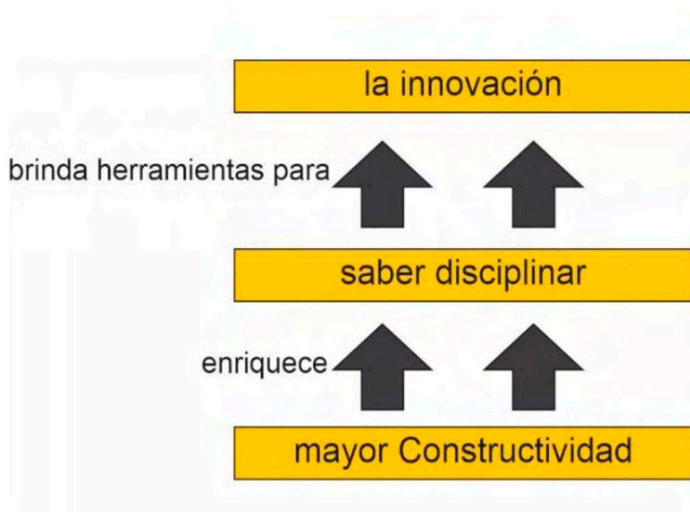 la innovación
brinda herramientas para
saber disciplinar
enriquece
mayor Constructividad